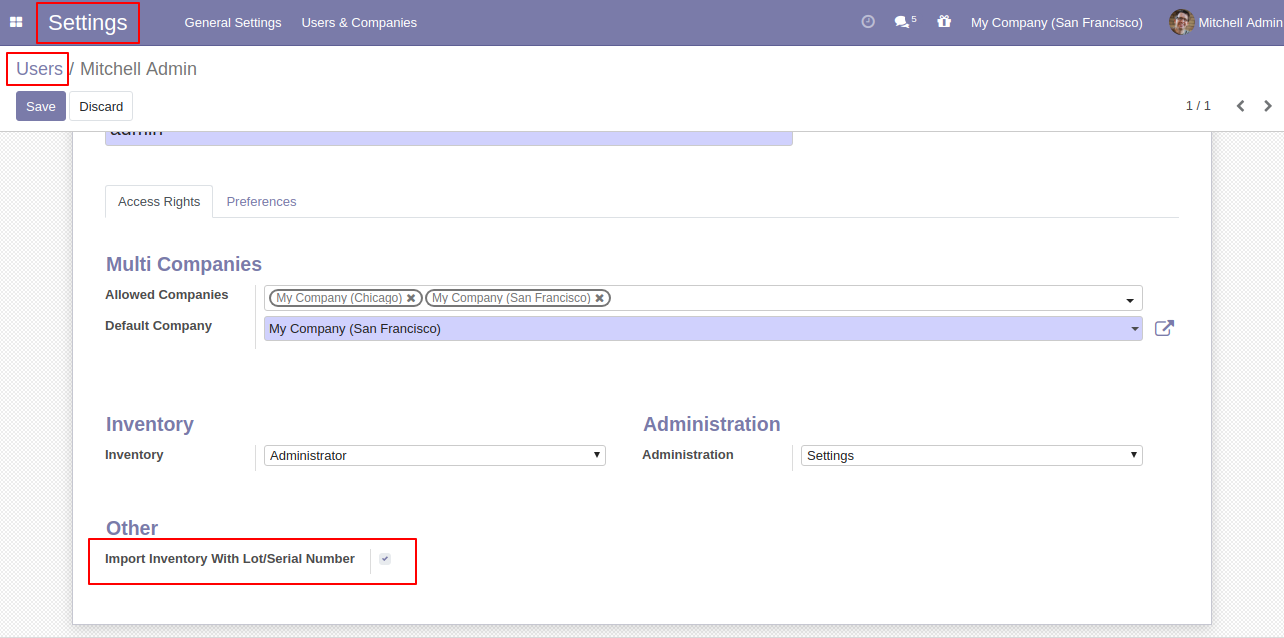 Settings General Settings Users & Companies 5 My Company (San Francisco) Mitchell Admin
Users / Mitchell Admin
Save Discard 1 / 1
admin
Access Rights Preferences
Multi Companies
Allowed Companies My Company (Chicago) My Company (San Francisco)
Default Company My Company (San Francisco)
Inventory Administration
Inventory Administrator Administration Settings
Other
Import Inventory With Lot/Serial Number